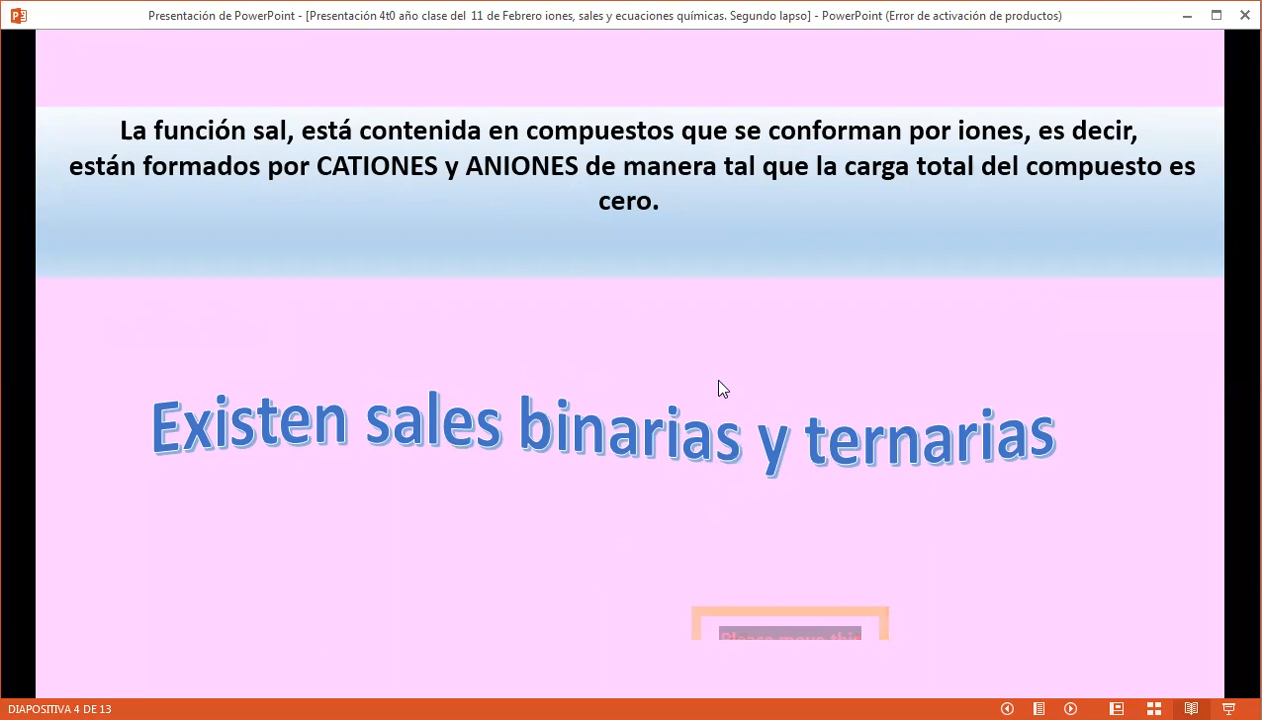 Presentación de PowerPoint - [Presentación 4t0 año clase del 11 de Febrero iones, sales y ecuaciones químicas. Segundo lapso] - PowerPoint (Error de activación de productos)
La función sal, está contenida en compuestos que se conforman por iones, es decir,
están formados por CATIONES y ANIONES de manera tal que la carga total del compuesto es
cero.
Existen sales binarias y ternarias
Please move this
DIAPOSITIVA 4 DE 13